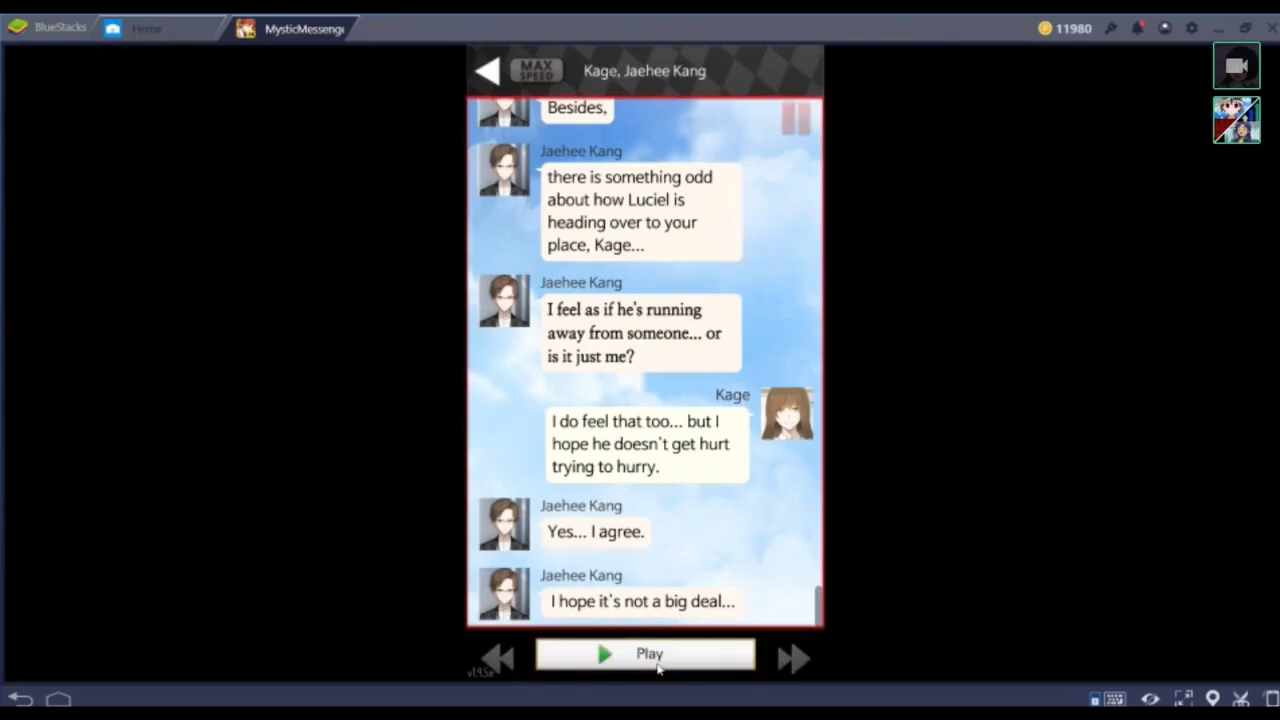 BlueStacks
Home
MysticMessenge
11980
MAX
SPEED
Kage, Jaehee Kang
Besides,
Jaehee Kang
there is something odd
about how Luciel is
heading over to your
place, Kage...
Jaehee Kang
I feel as if he's running
away from someone... or
is it just me?
Kage
I do feel that too... but I
hope he doesn't get hurt
trying to hurry.
Jaehee Kang
Yes... I agree.
Jaehee Kang
I hope it's not a big deal...
Play